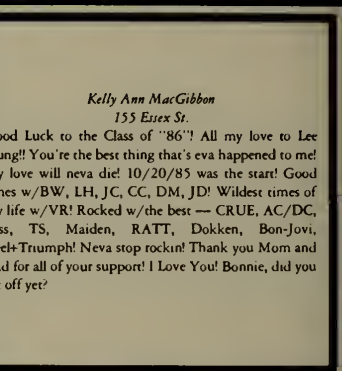 Kelly Ann MacGibbon
155 Essex St.
ood Luck to the Class of "86"! All my love to Lee
ung!! You're the best thing that's eva happened to me!
y love will neva die! 10/20/85 was the start! Good
nes w/BW, LH, JC, CC, DM, JD! Wildest times of
y life w/VR! Rocked w/the best — CRUE, AC/DC,
ss, TS, Maiden, RATT, Dokken, Bon-Jovi,
eel+Triumph! Neva stop rockin! Thank you Mom and
ad for all of your support! I Love You! Bonnie, did you
off yet?